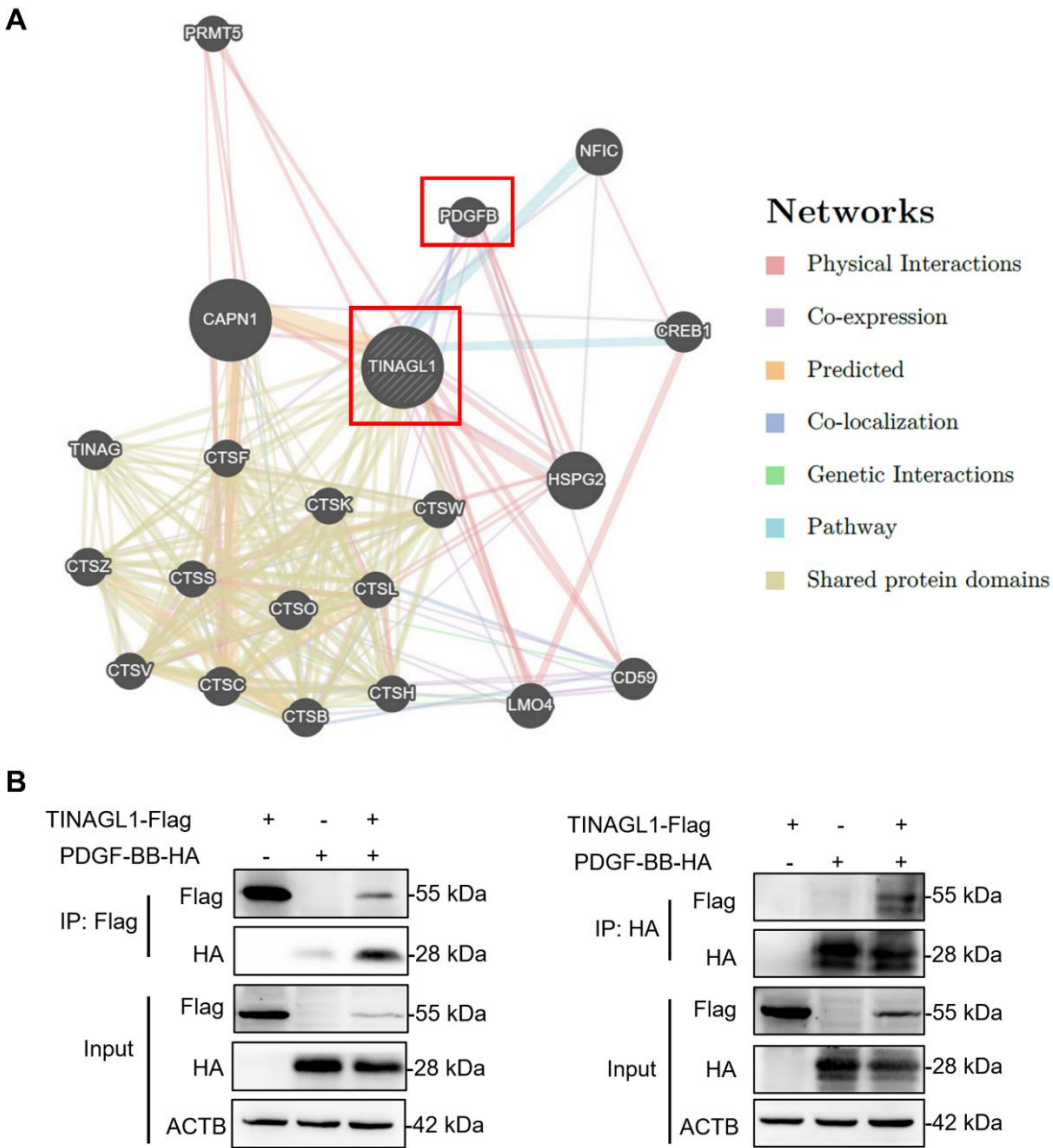 A
PRMT5
NFIC
PDGFB
CAPN1
CREB1
TINAGL1
TINAG
CTSF
HSPG2
CTSK
CTSW
CTSZ
CTSS
CTSL
CTSO
CTSV
CTSC
CTSH
CD59
CTSB
LMO4
Networks
Physical Interactions
Co-expression
Predicted
Co-localization
Genetic Interactions
Pathway
Shared protein domains
B
TINAGL1-Flag + - +
PDGF-BB-HA - + +
IP: Flag
Flag -55 kDa
HA -28 kDa
Input
Flag -55 kDa
HA -28 kDa
ACTB -42 kDa
TINAGL1-Flag + - +
PDGF-BB-HA - + +
IP: HA
Flag -55 kDa
HA -28 kDa
Input
Flag -55 kDa
HA -28 kDa
ACTB -42 kDa